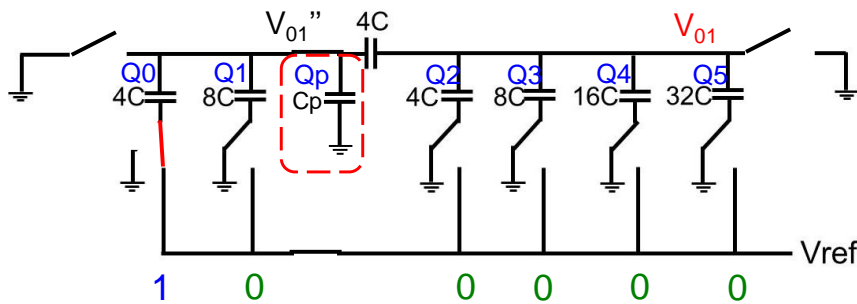 V01’’ 4C V01
Q0 Q1 Qp Q2 Q3 Q4 Q5
4C 8C Cp 4C 8C 16C 32C
Vref
1 0 0 0 0 0